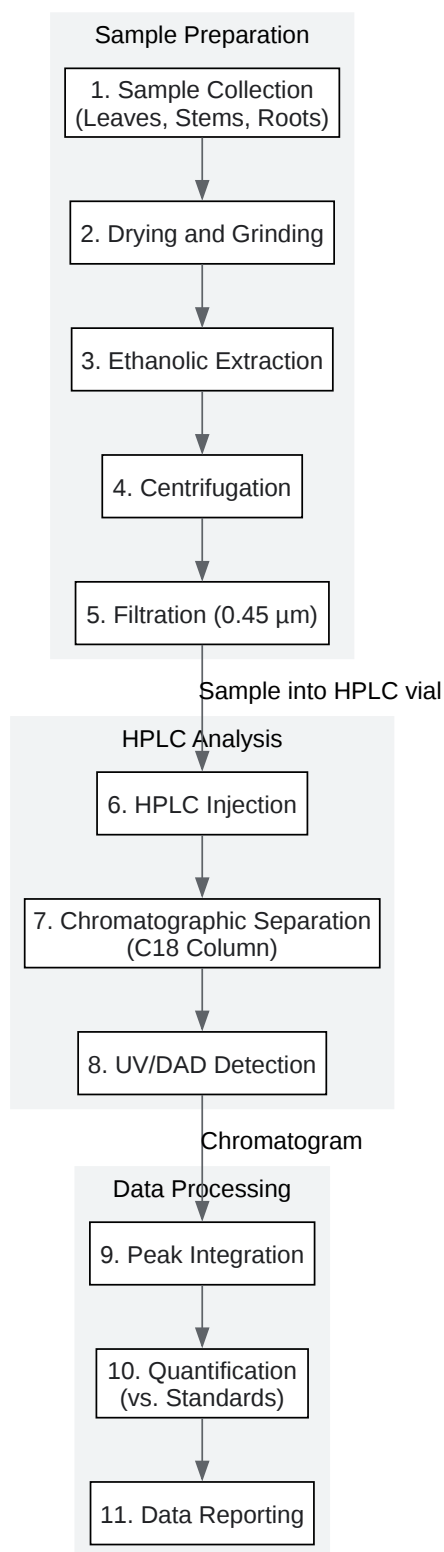 Sample Preparation
1. Sample Collection
(Leaves, Stems, Roots)
2. Drying and Grinding
3. Ethanolic Extraction
4. Centrifugation
5. Filtration (0.45 µm)
Sample into HPLC vial
HPLC Analysis
6. HPLC Injection
7. Chromatographic Separation
(C18 Column)
8. UV/DAD Detection
Chromatogram
Data Processing
9. Peak Integration
10. Quantification
(vs. Standards)
11. Data Reporting